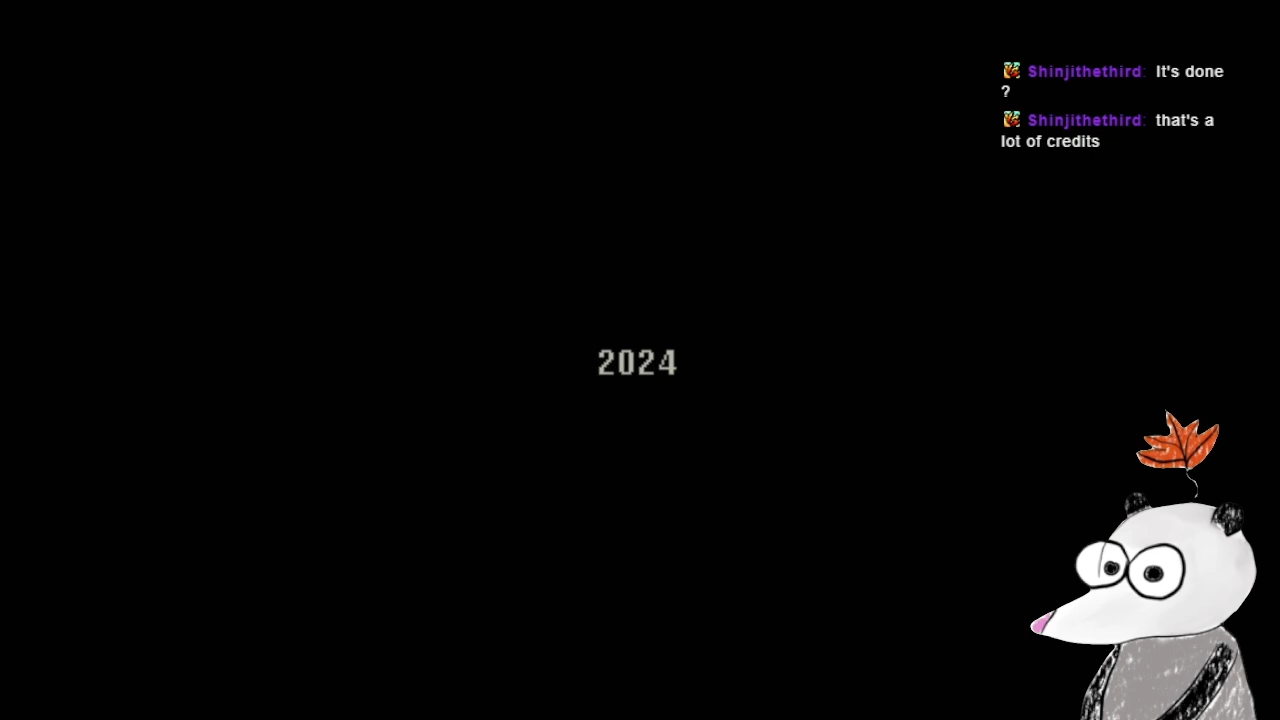 Shinjithethird: It's done
?
Shinjithethird: that's a
lot of credits
2024